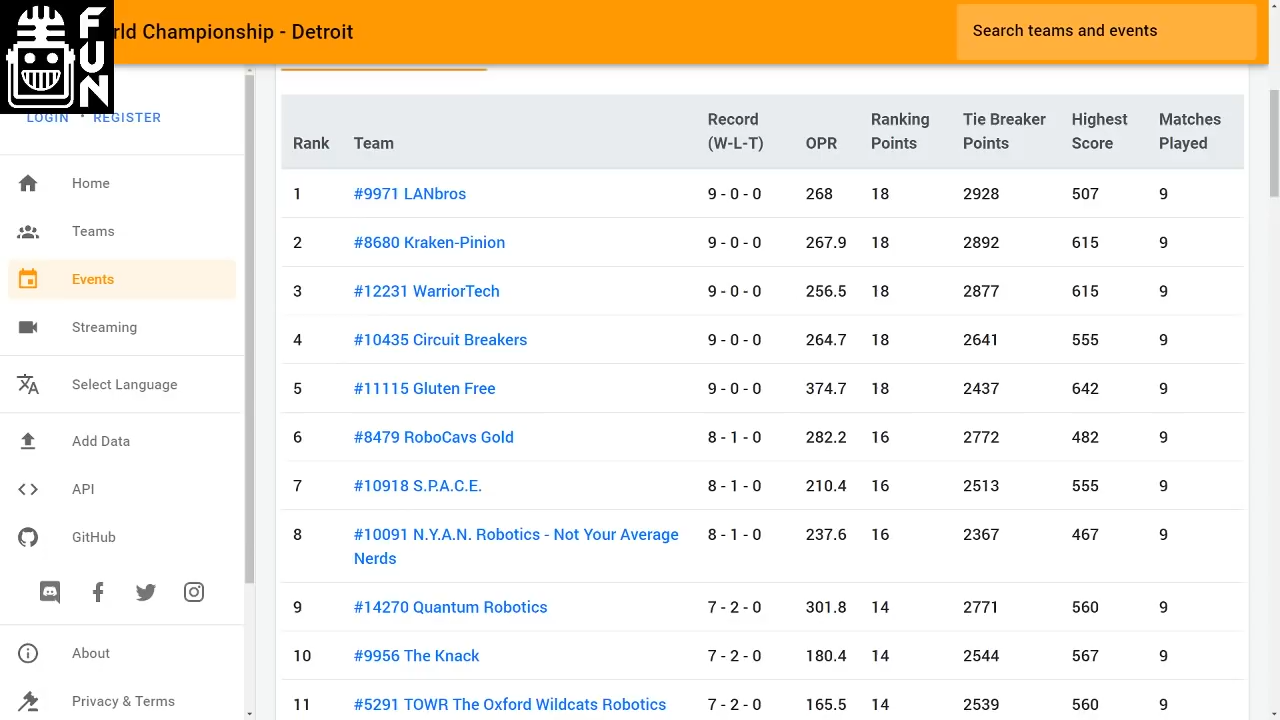 FUN
rld Championship - Detroit
Search teams and events
LOGIN · REGISTER
Home
Teams
Events
Streaming
Select Language
Add Data
API
GitHub
About
Privacy & Terms
Rank Team Record (W-L-T) OPR Ranking Points Tie Breaker Points Highest Score Matches Played
1 #9971 LANbros 9 - 0 - 0 268 18 2928 507 9
2 #8680 Kraken-Pinion 9 - 0 - 0 267.9 18 2892 615 9
3 #12231 WarriorTech 9 - 0 - 0 256.5 18 2877 615 9
4 #10435 Circuit Breakers 9 - 0 - 0 264.7 18 2641 555 9
5 #11115 Gluten Free 9 - 0 - 0 374.7 18 2437 642 9
6 #8479 RoboCavs Gold 8 - 1 - 0 282.2 16 2772 482 9
7 #10918 S.P.A.C.E. 8 - 1 - 0 210.4 16 2513 555 9
8 #10091 N.Y.A.N. Robotics - Not Your Average Nerds 8 - 1 - 0 237.6 16 2367 467 9
9 #14270 Quantum Robotics 7 - 2 - 0 301.8 14 2771 560 9
10 #9956 The Knack 7 - 2 - 0 180.4 14 2544 567 9
11 #5291 TOWR The Oxford Wildcats Robotics 7 - 2 - 0 165.5 14 2539 560 9